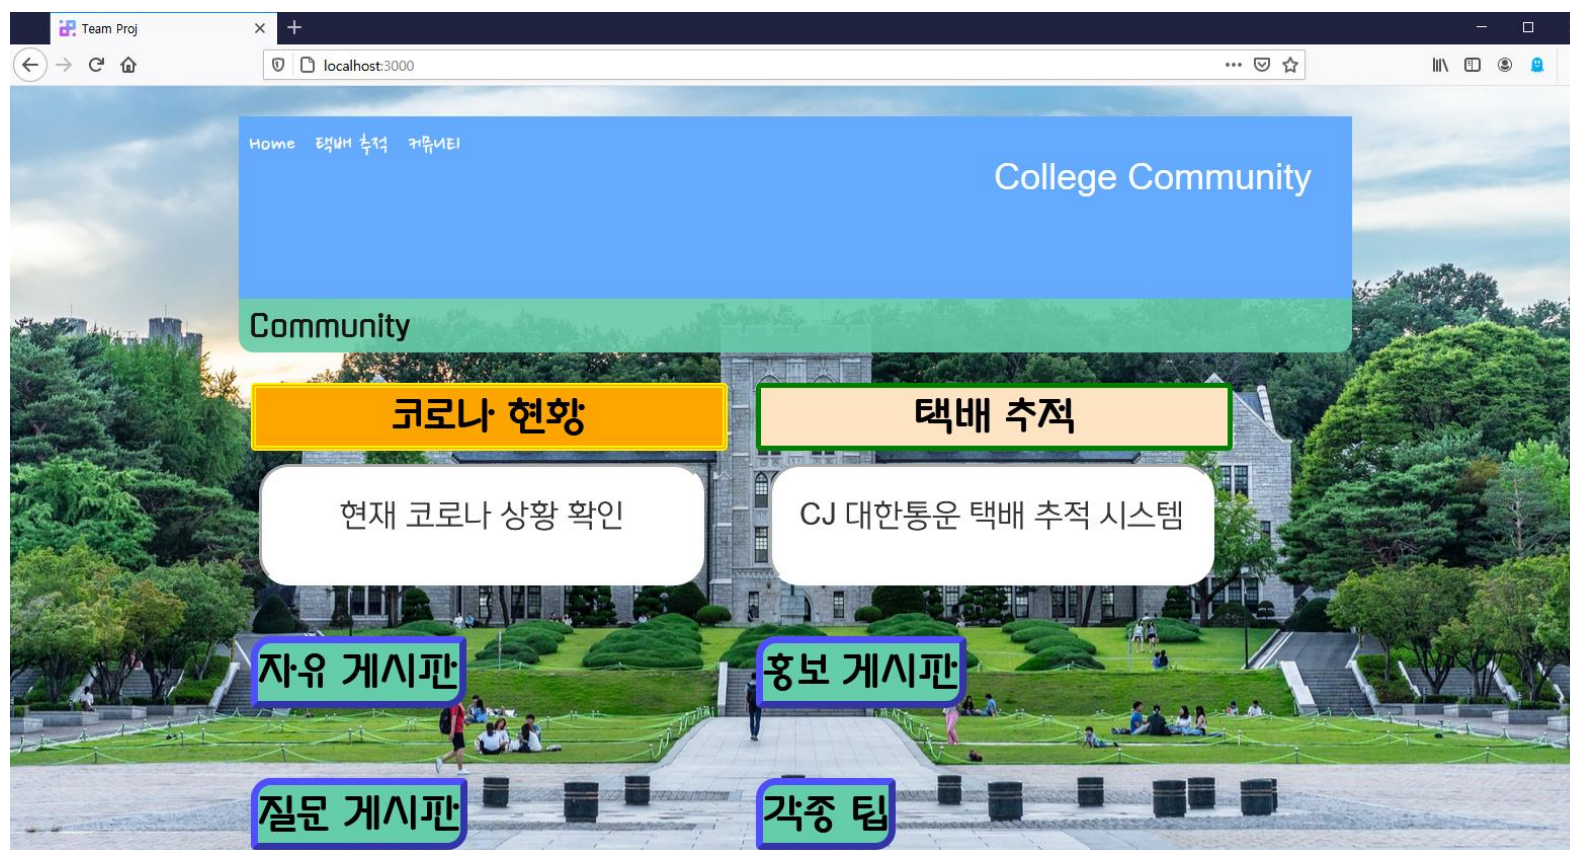 Team Proj
localhost:3000
Home 택배 추적 커뮤니티
College Community
Community
코로나 현황
택배 추적
현재 코로나 상황 확인
CJ 대한통운 택배 추적 시스템
자유 게시판
홍보 게시판
질문 게시판
각종 팁